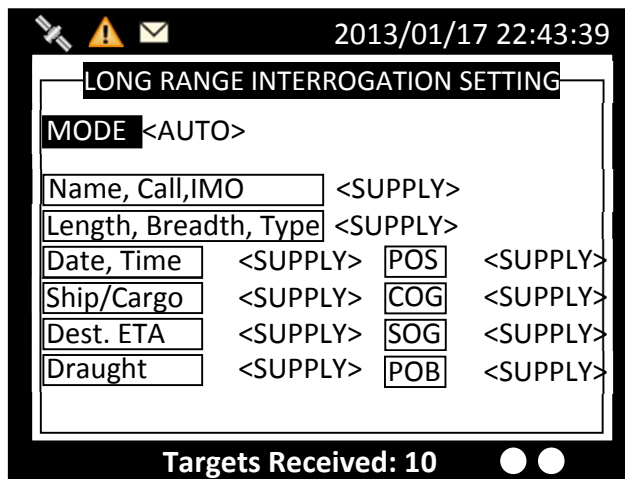 2013/01/17 22:43:39
LONG RANGE INTERROGATION SETTING
MODE <AUTO>
Name, Call,IMO <SUPPLY>
Length, Breadth, Type <SUPPLY>
Date, Time <SUPPLY> POS <SUPPLY>
Ship/Cargo <SUPPLY> COG <SUPPLY>
Dest. ETA <SUPPLY> SOG <SUPPLY>
Draught <SUPPLY> POB <SUPPLY>
Targets Received: 10